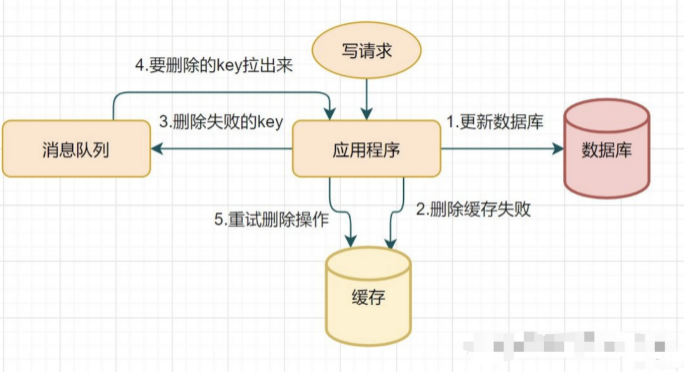 写请求
4.要删除的key拉出来
3.删除失败的key
1.更新数据库
消息队列
应用程序
数据库
5.重试删除操作
2.删除缓存失败
缓存